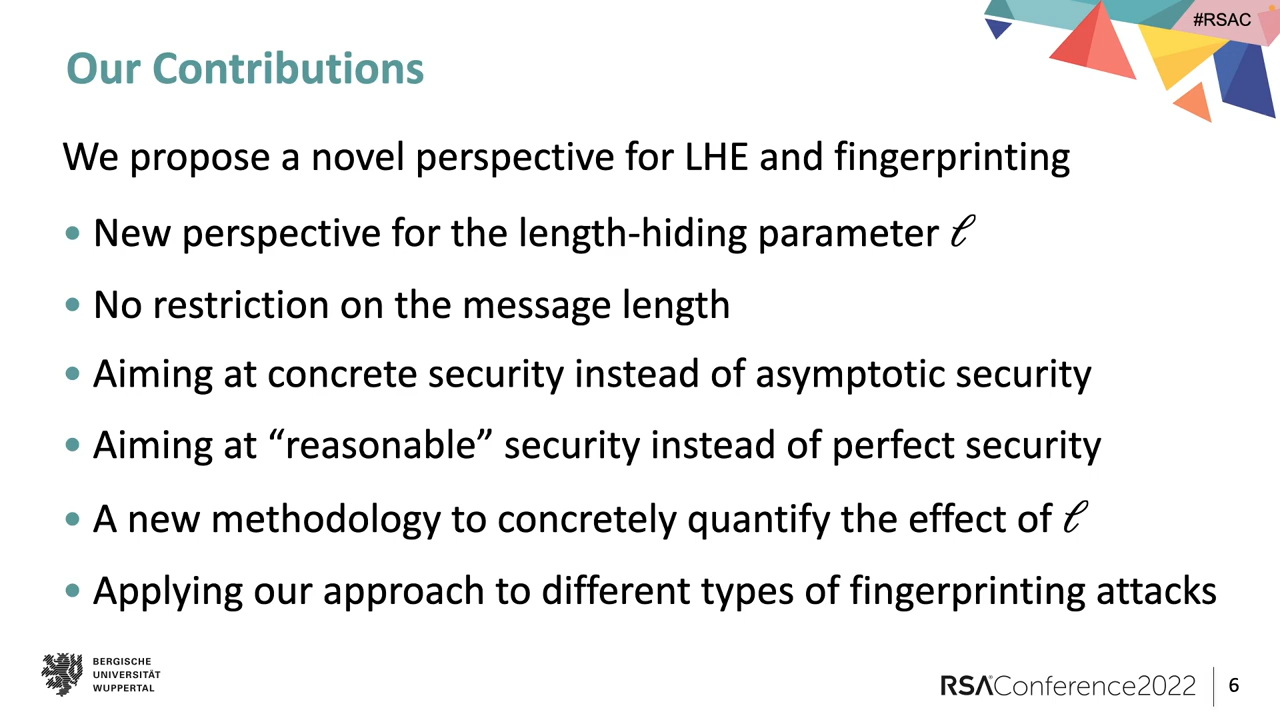 #RSAC
Our Contributions
We propose a novel perspective for LHE and fingerprinting
• New perspective for the length-hiding parameter ℓ
• No restriction on the message length
• Aiming at concrete security instead of asymptotic security
• Aiming at “reasonable” security instead of perfect security
• A new methodology to concretely quantify the effect of ℓ
• Applying our approach to different types of fingerprinting attacks
BERGISCHE
UNIVERSITÄT
WUPPERTAL
RSAConference2022
6